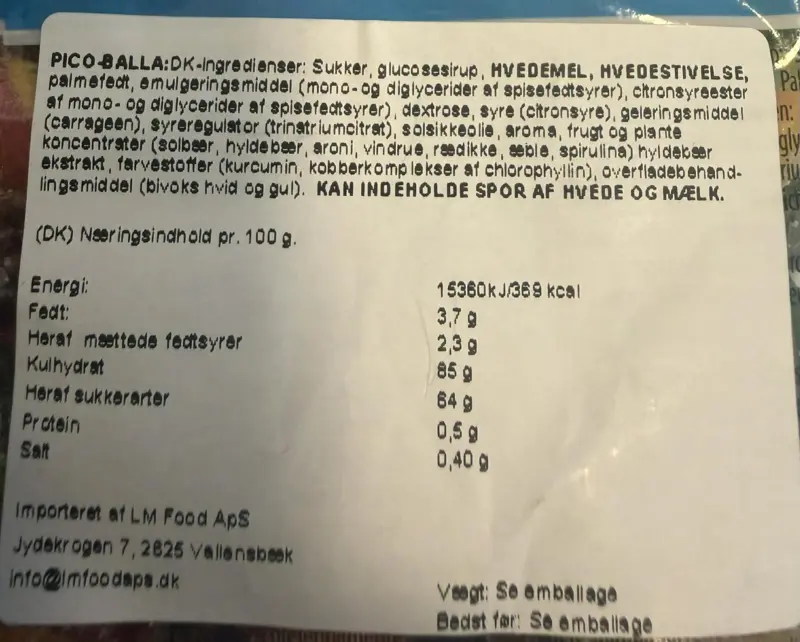 PICO-BALLA:DK-Ingredienser: Sukker, glucosesirup, HVEDEMEL, HVEDESTIVELSE,
palmefedt, emulgeringsmiddel (mono-og diglycerider af spisefedtsyrer), citronsyreester
af mono- og diglycerider af spisefedtsyrer), dextrose, syre (citronsyre), geleringsmiddel
(carrageen), syreregulator (trinatriumcitrat), solsikkeolie, aroma, frugt og plante
koncentrater (solbær, hyldebær, aroni, vindrue, rædikke, æble, spirulina) hyldebær
ekstrakt, farvestoffer (kurcumin, kobberkomplekser af chlorophyllin), overfladebehand-
lingsmiddel (bivoks hvid og gul). KAN INDEHOLDE SPOR AF HVEDE OG MÆLK.
(DK) Næringsindhold pr. 100 g.
Energi: 15360kJ/369 kcal
Fedt: 3,7 g
Heraf mættede fedtsyrer 2,3 g
Kulhydrat 85 g
Heraf sukkerarter 64 g
Protein 0,5 g
Salt 0,40 g
Importeret af LM Food ApS
Jydekrogen 7, 2625 Vallensbæk
info@lmfoodaps.dk
Vægt: Se emballage
Bedst før: Se emballage